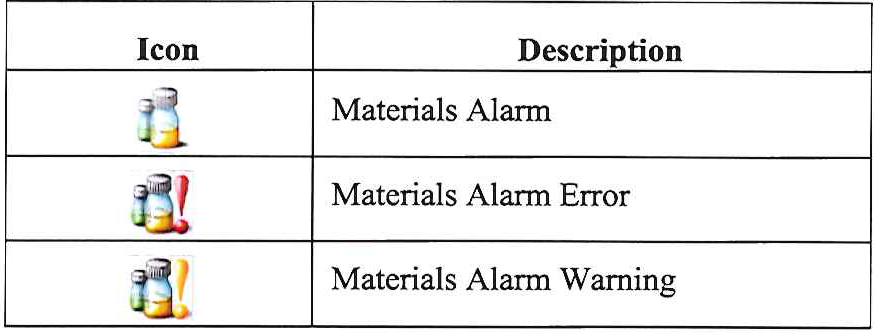 Icon Description
Materials Alarm
Materials Alarm Error
Materials Alarm Warning